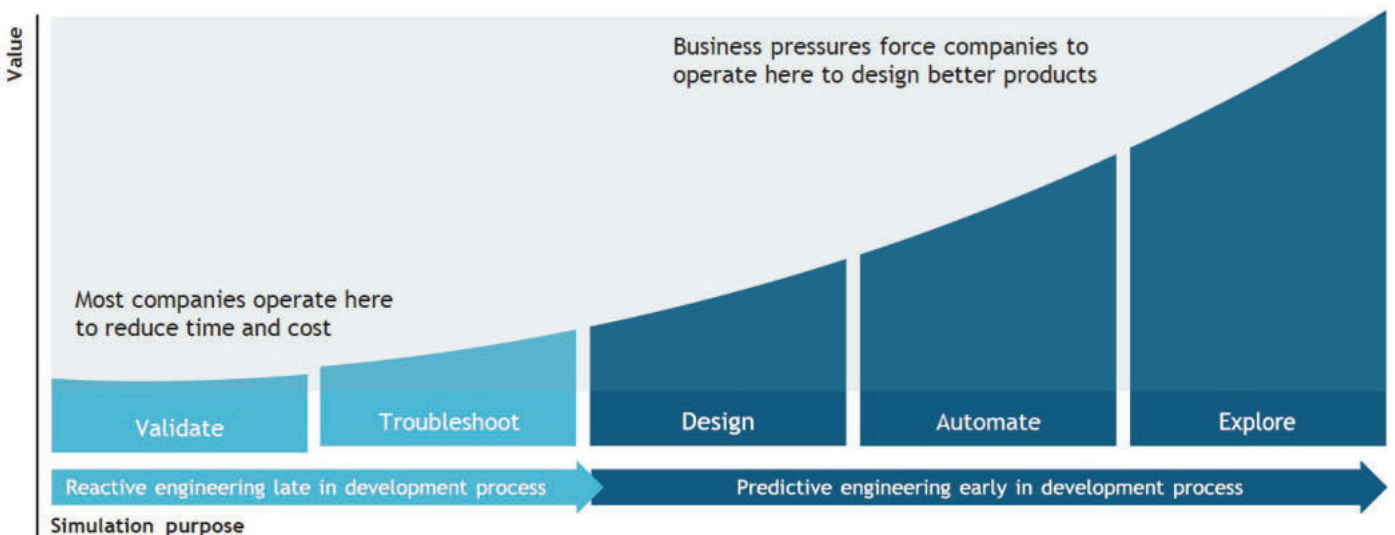 Value
Business pressures force companies to
operate here to design better products
Most companies operate here
to reduce time and cost
Validate
Troubleshoot
Design
Automate
Explore
Reactive engineering late in development process
Predictive engineering early in development process
Simulation purpose